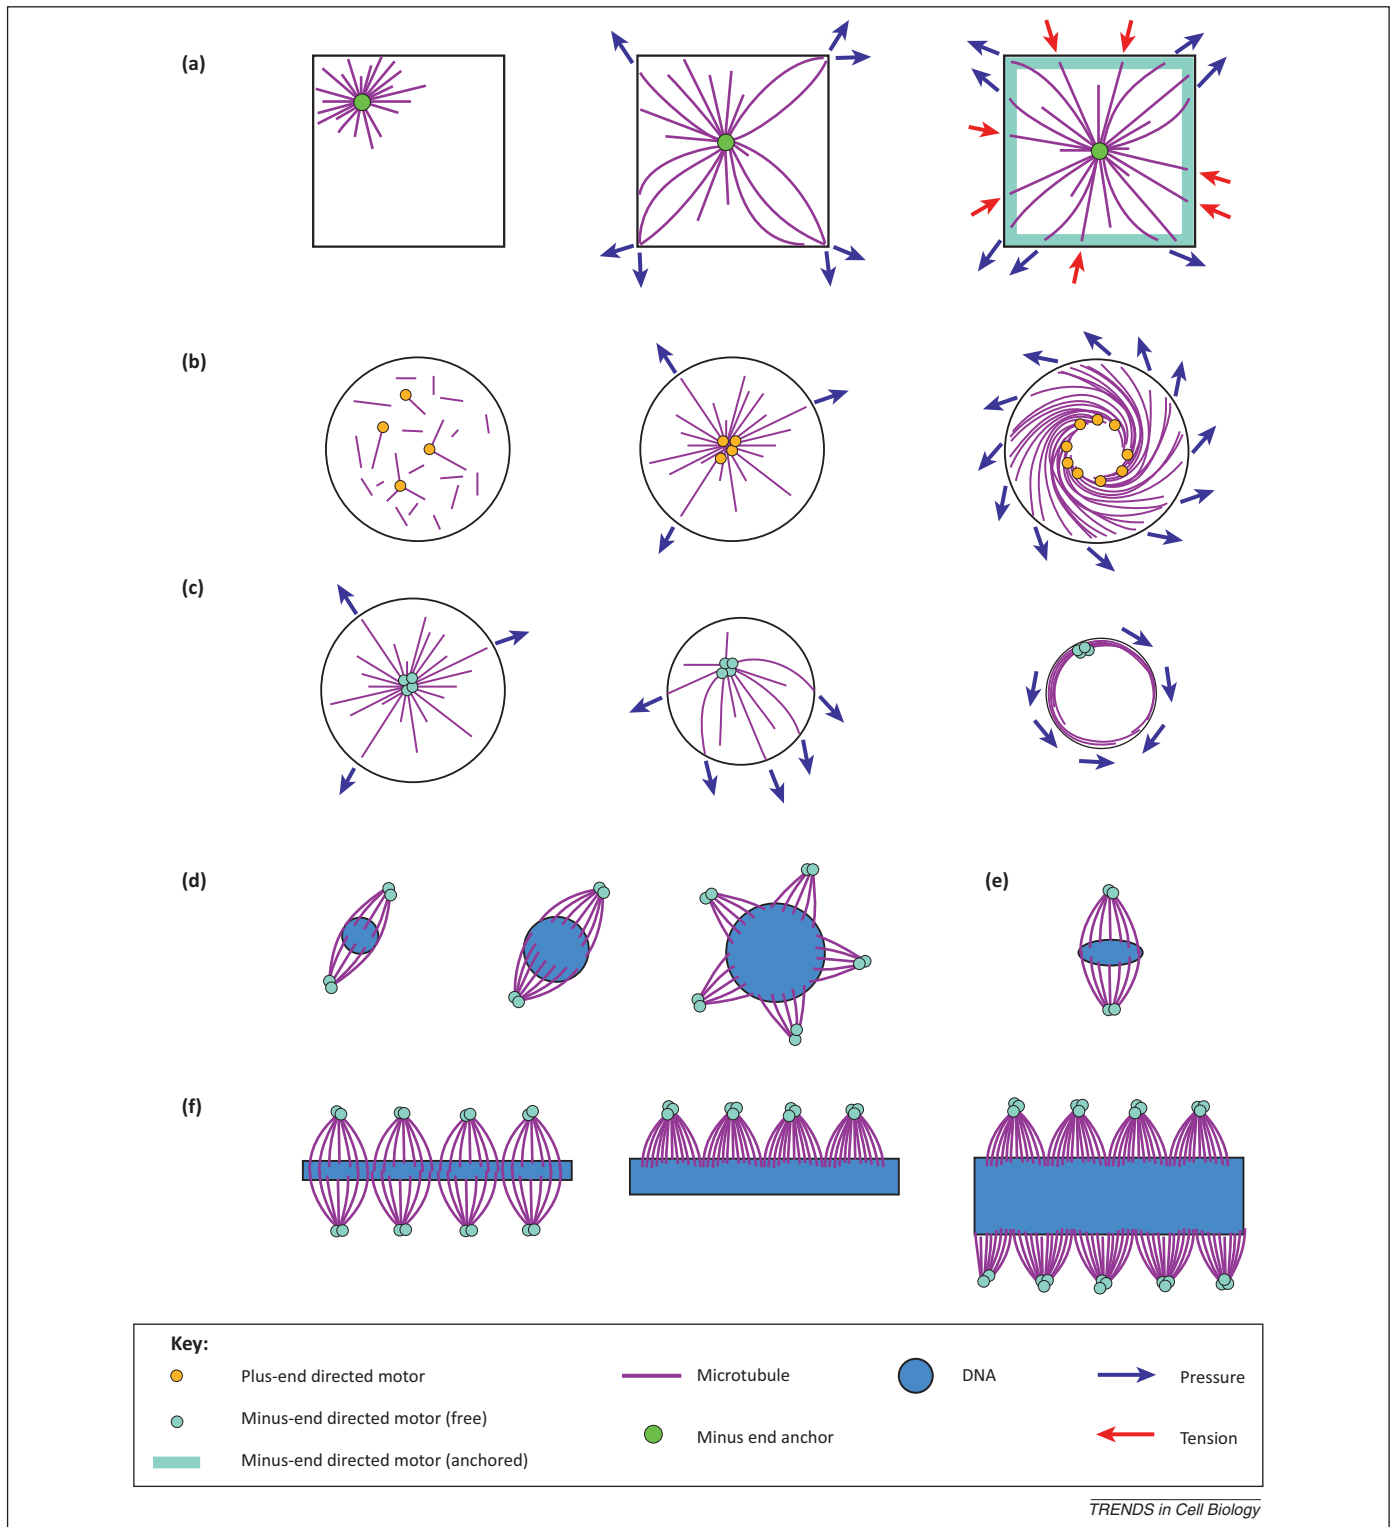 (a)
(b)
(c)
(d)
(e)
(f)
Key:
Plus-end directed motor
Microtubule
DNA
Pressure
Minus-end directed motor (free)
Minus end anchor
Tension
Minus-end directed motor (anchored)
TRENDS in Cell Biology